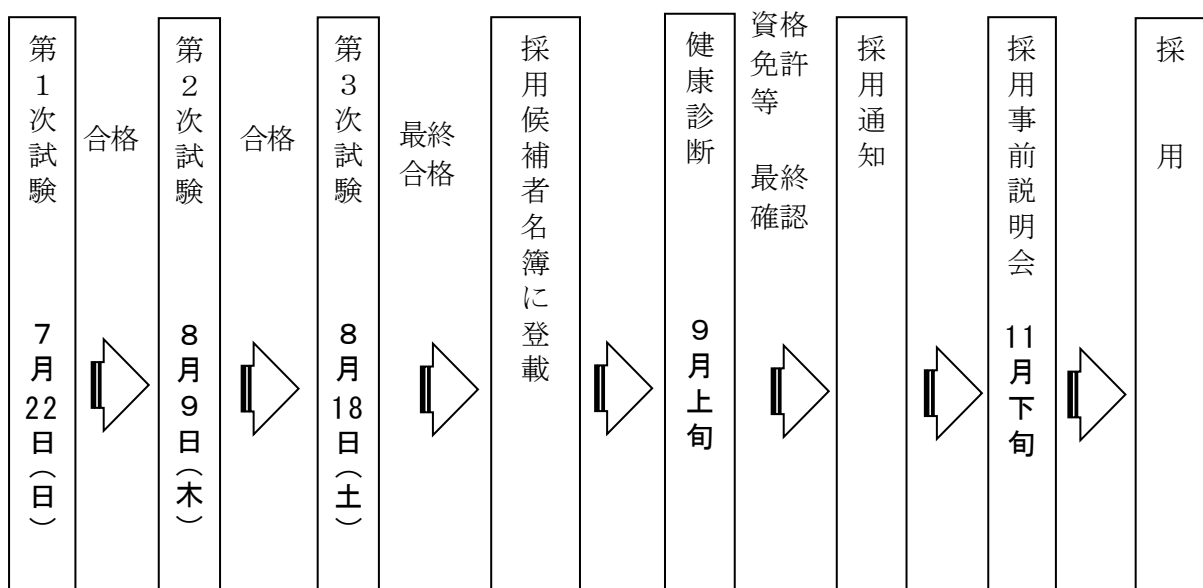 第１次試験 ７月22日（日）
合格
第２次試験 ８月９日（木）
合格
第３次試験 ８月18日（土）
最終
合格
採用候補者名簿に登載
健康診断 ９月上旬
資格
免許
等
最終
確認
採用通知
採用事前説明会 11月下旬
採用